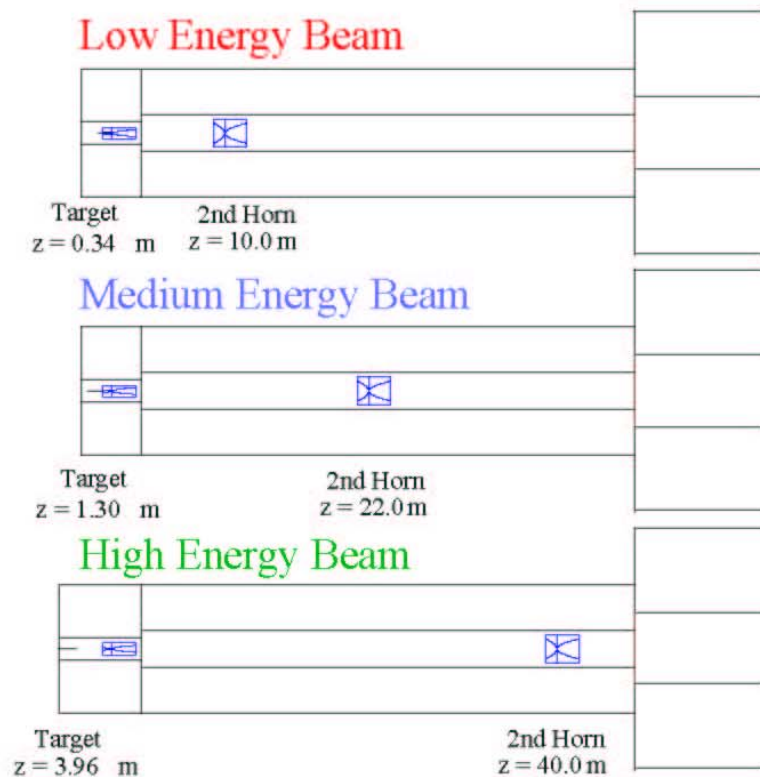 Low Energy Beam
Target 2nd Horn
z = 0.34 m z = 10.0 m
Medium Energy Beam
Target 2nd Horn
z = 1.30 m z = 22.0 m
High Energy Beam
Target 2nd Horn
z = 3.96 m z = 40.0 m